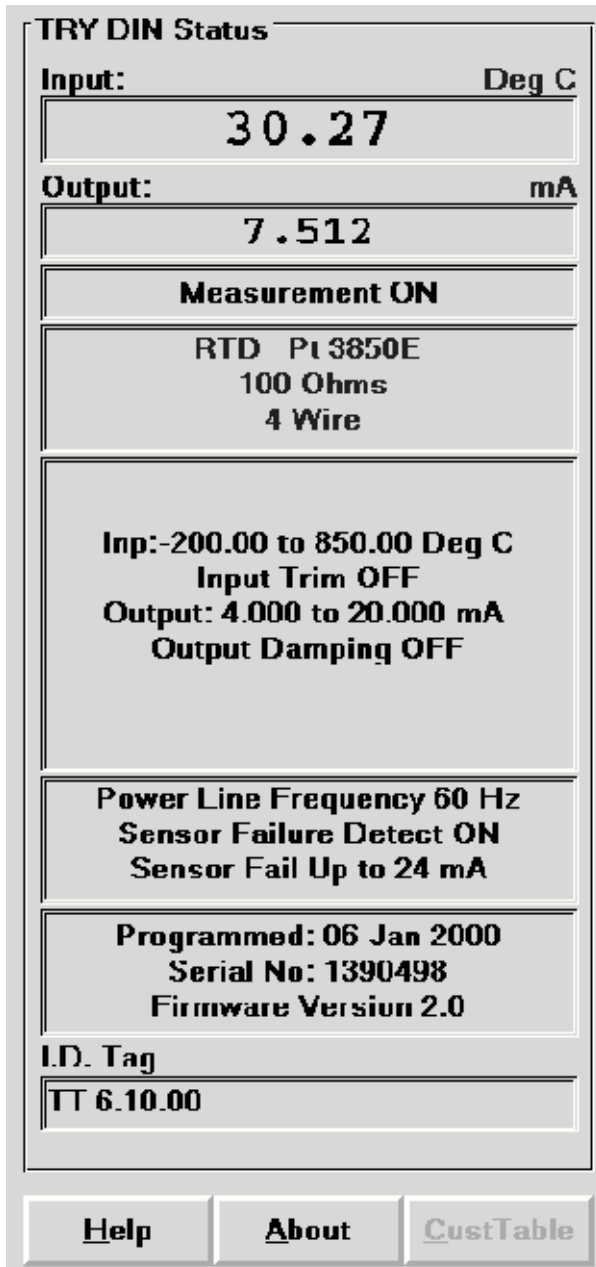 TRY DIN Status
Input: Deg C
30.27
Output: mA
7.512
Measurement ON
RTD Pt 3850E
100 Ohms
4 Wire
Inp:-200.00 to 850.00 Deg C
Input Trim OFF
Output: 4.000 to 20.000 mA
Output Damping OFF
Power Line Frequency 60 Hz
Sensor Failure Detect ON
Sensor Fail Up to 24 mA
Programmed: 06 Jan 2000
Serial No: 1390498
Firmware Version 2.0
I.D. Tag
TT 6.10.00
Help About CustTable